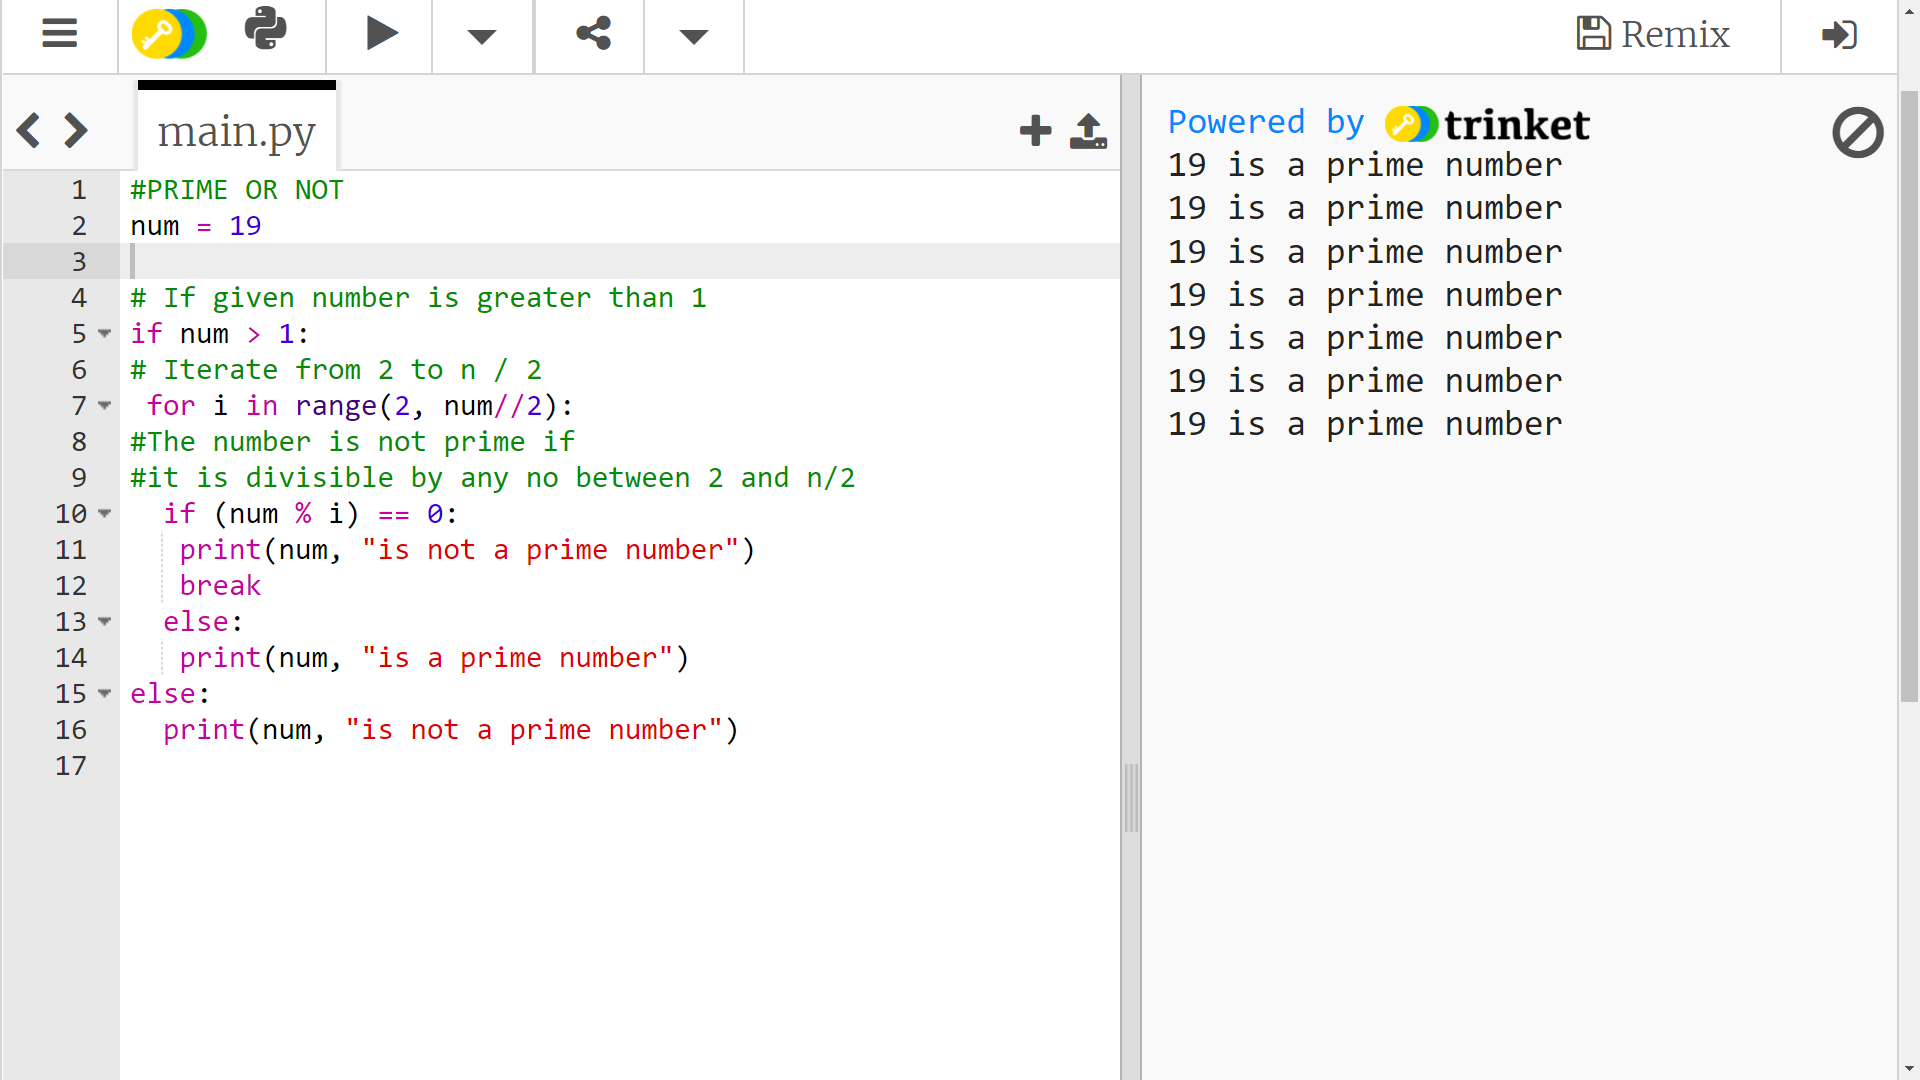 Remix
main.py
1 #PRIME OR NOT
2 num = 19
3
4 # If given number is greater than 1
5 if num > 1:
6 # Iterate from 2 to n / 2
7  for i in range(2, num//2):
8 #The number is not prime if
9 #it is divisible by any no between 2 and n/2
10   if (num % i) == 0:
11    print(num, "is not a prime number")
12    break
13   else:
14    print(num, "is a prime number")
15 else:
16   print(num, "is not a prime number")
17
Powered by trinket
19 is a prime number
19 is a prime number
19 is a prime number
19 is a prime number
19 is a prime number
19 is a prime number
19 is a prime number